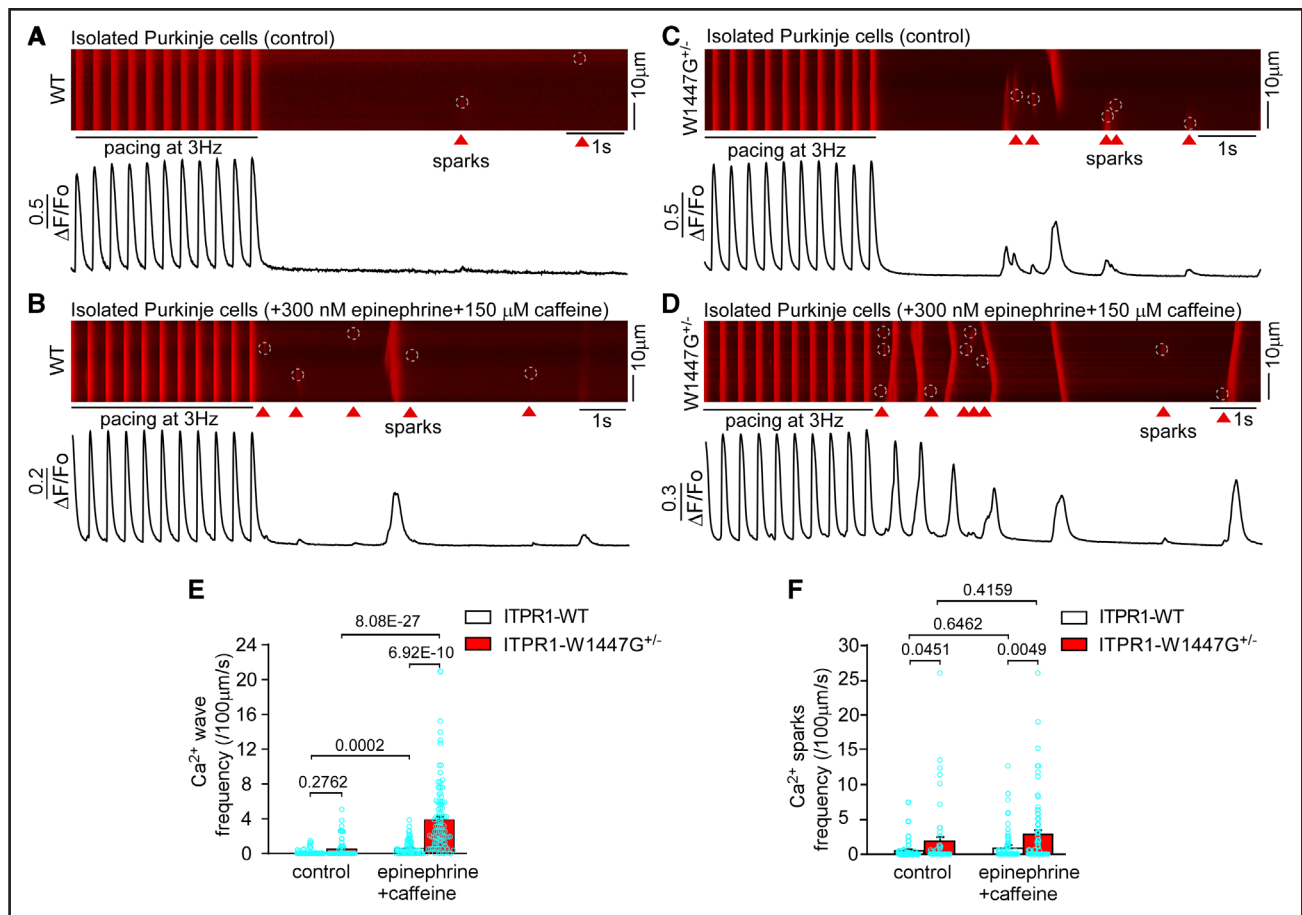 A
Isolated Purkinje cells (control)
WT
10μm
pacing at 3Hz
sparks
1s
0.5
ΔF/Fo
B
Isolated Purkinje cells (+300 nM epinephrine+150 μM caffeine)
WT
10μm
pacing at 3Hz
sparks
1s
0.2
ΔF/Fo
C
Isolated Purkinje cells (control)
W1447G+/-
10μm
pacing at 3Hz
sparks
1s
0.5
ΔF/Fo
D
Isolated Purkinje cells (+300 nM epinephrine+150 μM caffeine)
W1447G+/-
10μm
pacing at 3Hz
sparks
1s
0.3
ΔF/Fo
E
ITPR1-WT
ITPR1-W1447G+/-
8.08E-27
6.92E-10
0.0002
0.2762
Ca2+ wave
frequency (/100μm/s)
24
20
16
12
8
4
0
control
epinephrine
+caffeine
F
ITPR1-WT
ITPR1-W1447G+/-
0.4159
0.6462
0.0451
0.0049
Ca2+ sparks
frequency (/100μm/s)
30
25
20
15
10
5
0
control
epinephrine
+caffeine